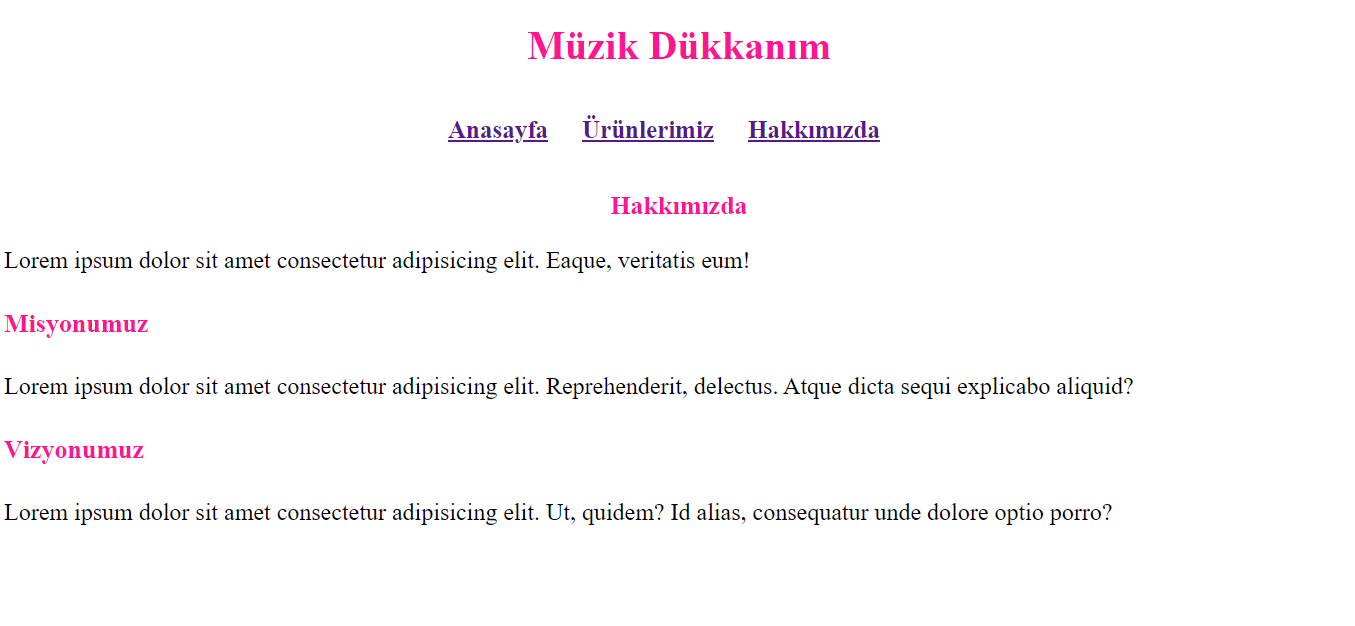 Müzik Dükkanım
Anasayfa Ürünlerimiz Hakkımızda
Hakkımızda
Lorem ipsum dolor sit amet consectetur adipisicing elit. Eaque, veritatis eum!
Misyonumuz
Lorem ipsum dolor sit amet consectetur adipisicing elit. Reprehenderit, delectus. Atque dicta sequi explicabo aliquid?
Vizyonumuz
Lorem ipsum dolor sit amet consectetur adipisicing elit. Ut, quidem? Id alias, consequatur unde dolore optio porro?